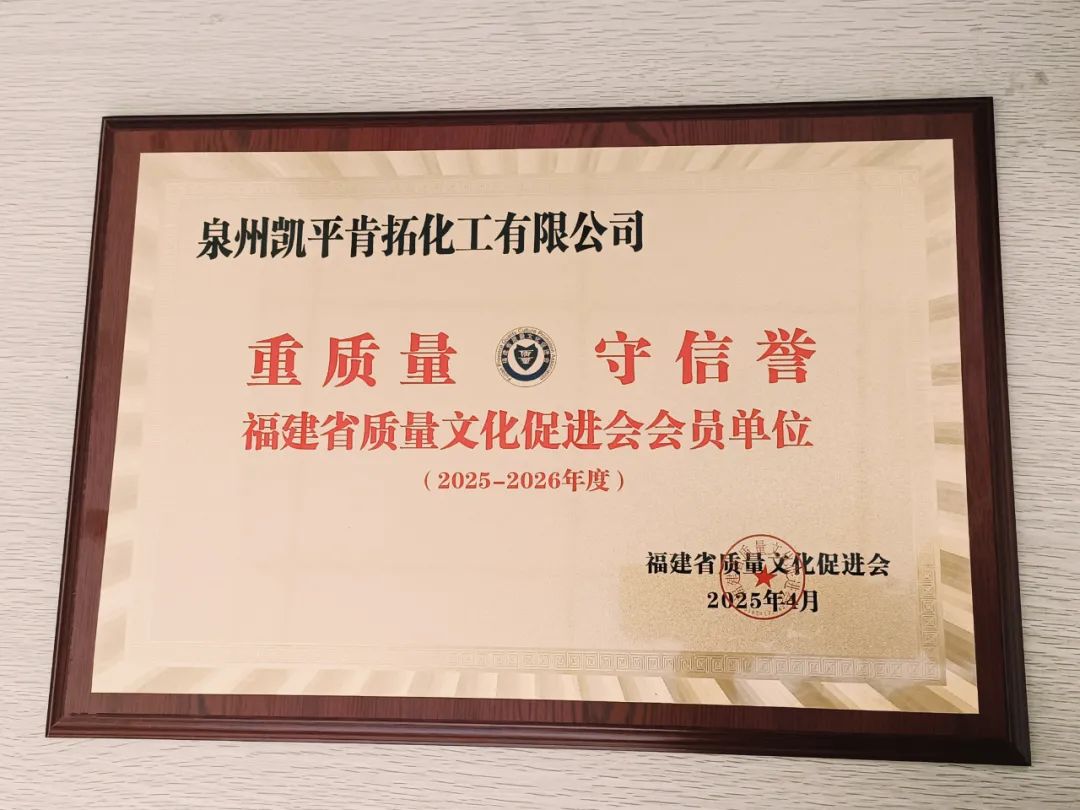 泉州凯平肯拓化工有限公司
重质量 守信誉
福建省质量文化促进会会员单位
（2025-2026年度）
福建省质量文化促进会
2025年4月